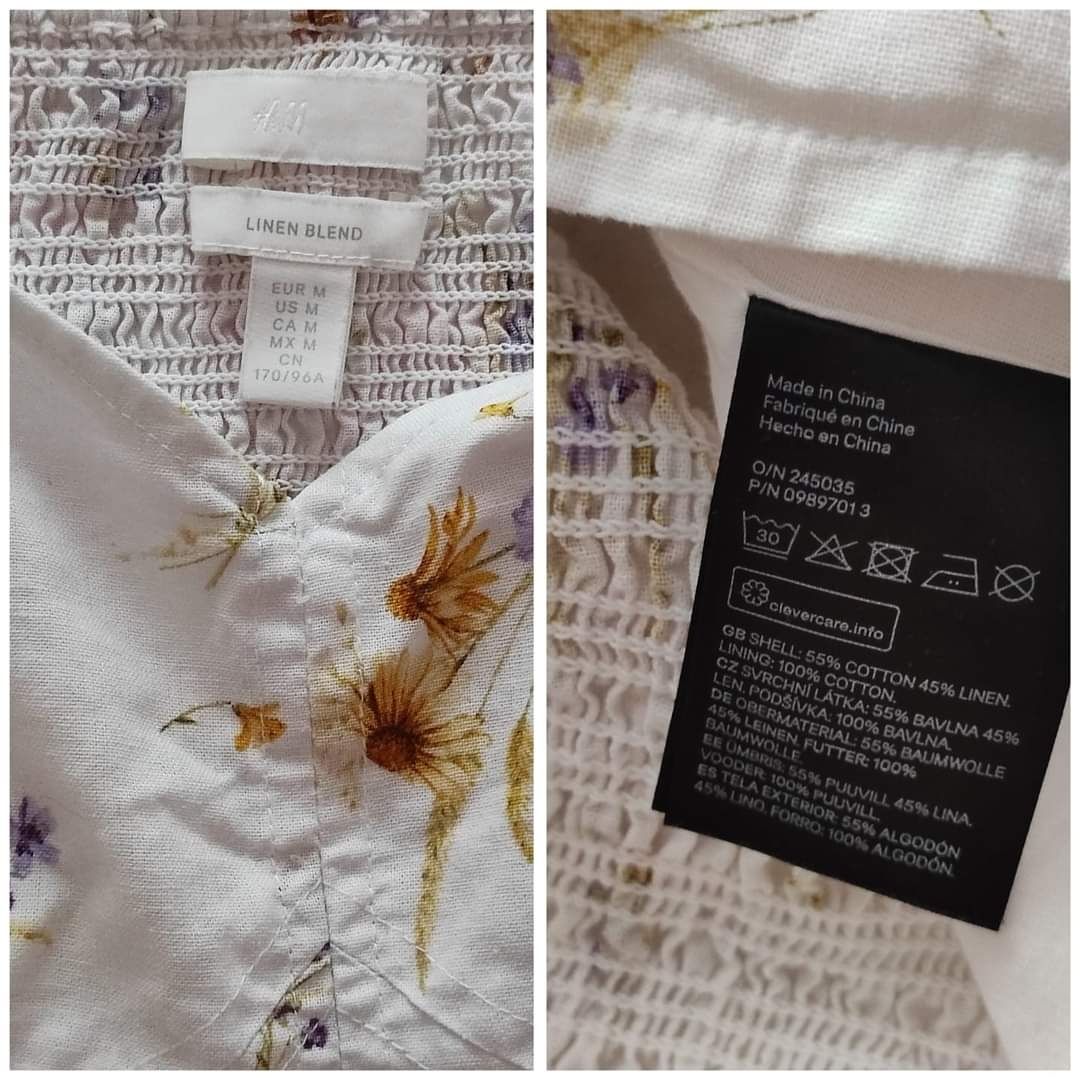 H&M
LINEN BLEND
EUR M
US M
CA M
MX M
CN
170/96A
Made in China
Fabriqué en Chine
Hecho en China
O/N 245035
P/N 0989701 3
30
clevercare.info
GB SHELL: 55% COTTON 45% LINEN.
LINING: 100% COTTON.
CZ SVRCHNÍ LÁTKA: 55% BAVLNA 45%
LEN. PODŠÍVKA: 100% BAVLNA.
DE OBERMATERIAL: 55% BAUMWOLLE
45% LEINEN. FUTTER: 100%
BAUMWOLLE.
EE ÜMBRIS: 55% PUUVILL 45% LINA.
VOODER: 100% PUUVILL.
ES TELA EXTERIOR: 55% ALGODÓN
45% LINO. FORRO: 100% ALGODÓN.